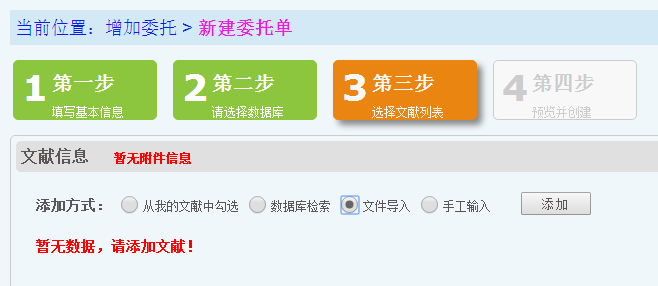 当前位置：增加委托 > 新建委托单
1 第一步
填写基本信息
2 第二步
请选择数据库
3 第三步
选择文献列表
4 第四步
预览并创建
文献信息 暂无附件信息
添加方式： 从我的文献中勾选 数据库检索 文件导入 手工输入 添加
暂无数据，请添加文献！